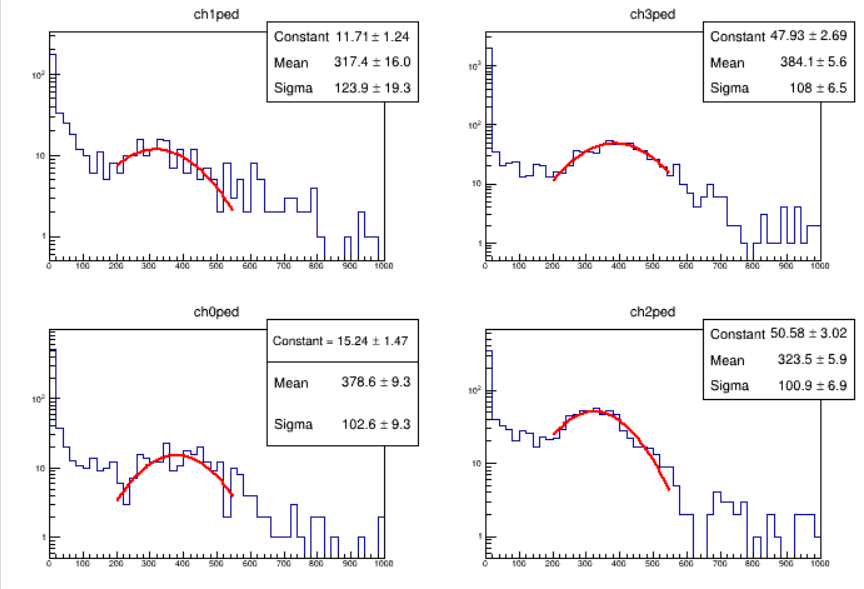 ch1ped
Constant 11.71 ± 1.24
Mean 317.4 ± 16.0
Sigma 123.9 ± 19.3
10²
10
1
0 100 200 300 400 500 600 700 800 900 1000
ch3ped
Constant 47.93 ± 2.69
Mean 384.1 ± 5.6
Sigma 108 ± 6.5
10³
10²
10
1
0 100 200 300 400 500 600 700 800 900 1000
ch0ped
Constant = 15.24 ± 1.47
Mean 378.6 ± 9.3
Sigma 102.6 ± 9.3
10²
10
1
0 100 200 300 400 500 600 700 800 900 1000
ch2ped
Constant 50.58 ± 3.02
Mean 323.5 ± 5.9
Sigma 100.9 ± 6.9
10²
10
1
0 100 200 300 400 500 600 700 800 900 1000